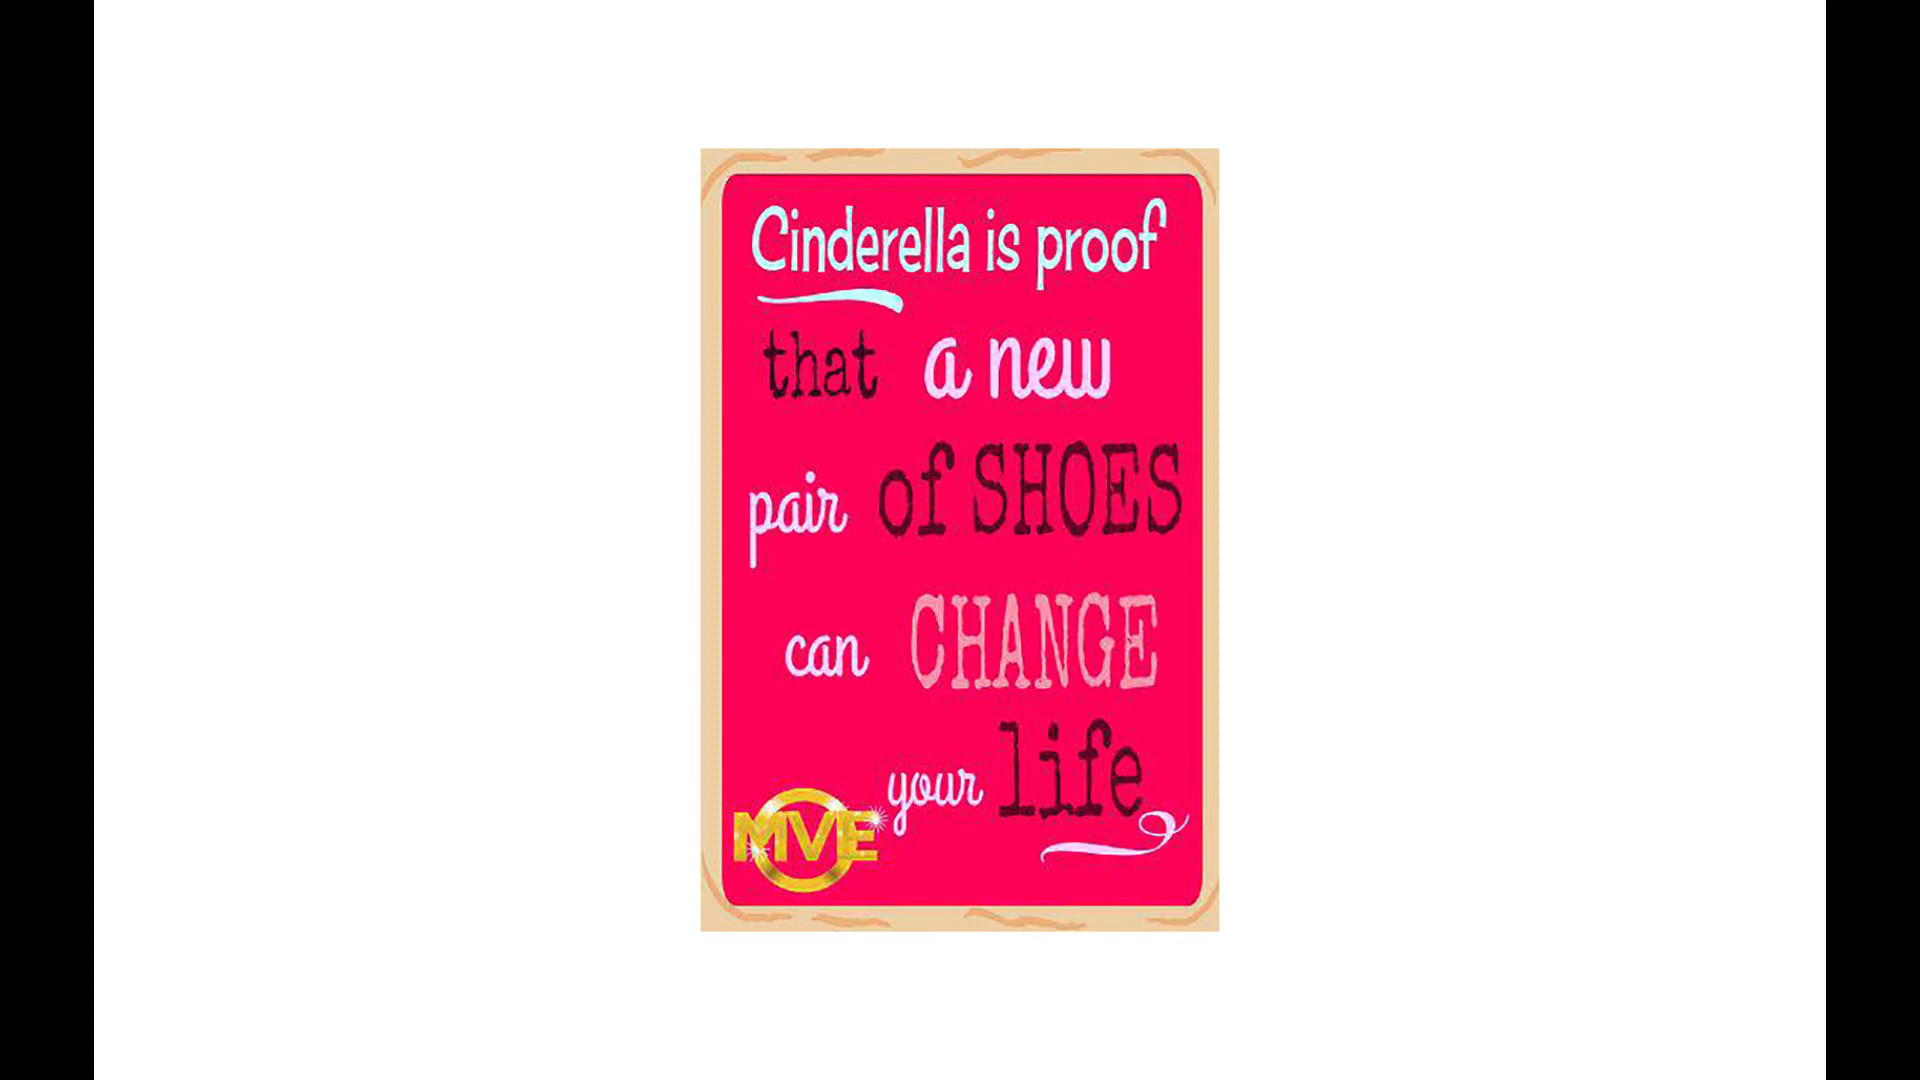 Cinderella is proof
that a new
pair of SHOES
can CHANGE
your life
MVE